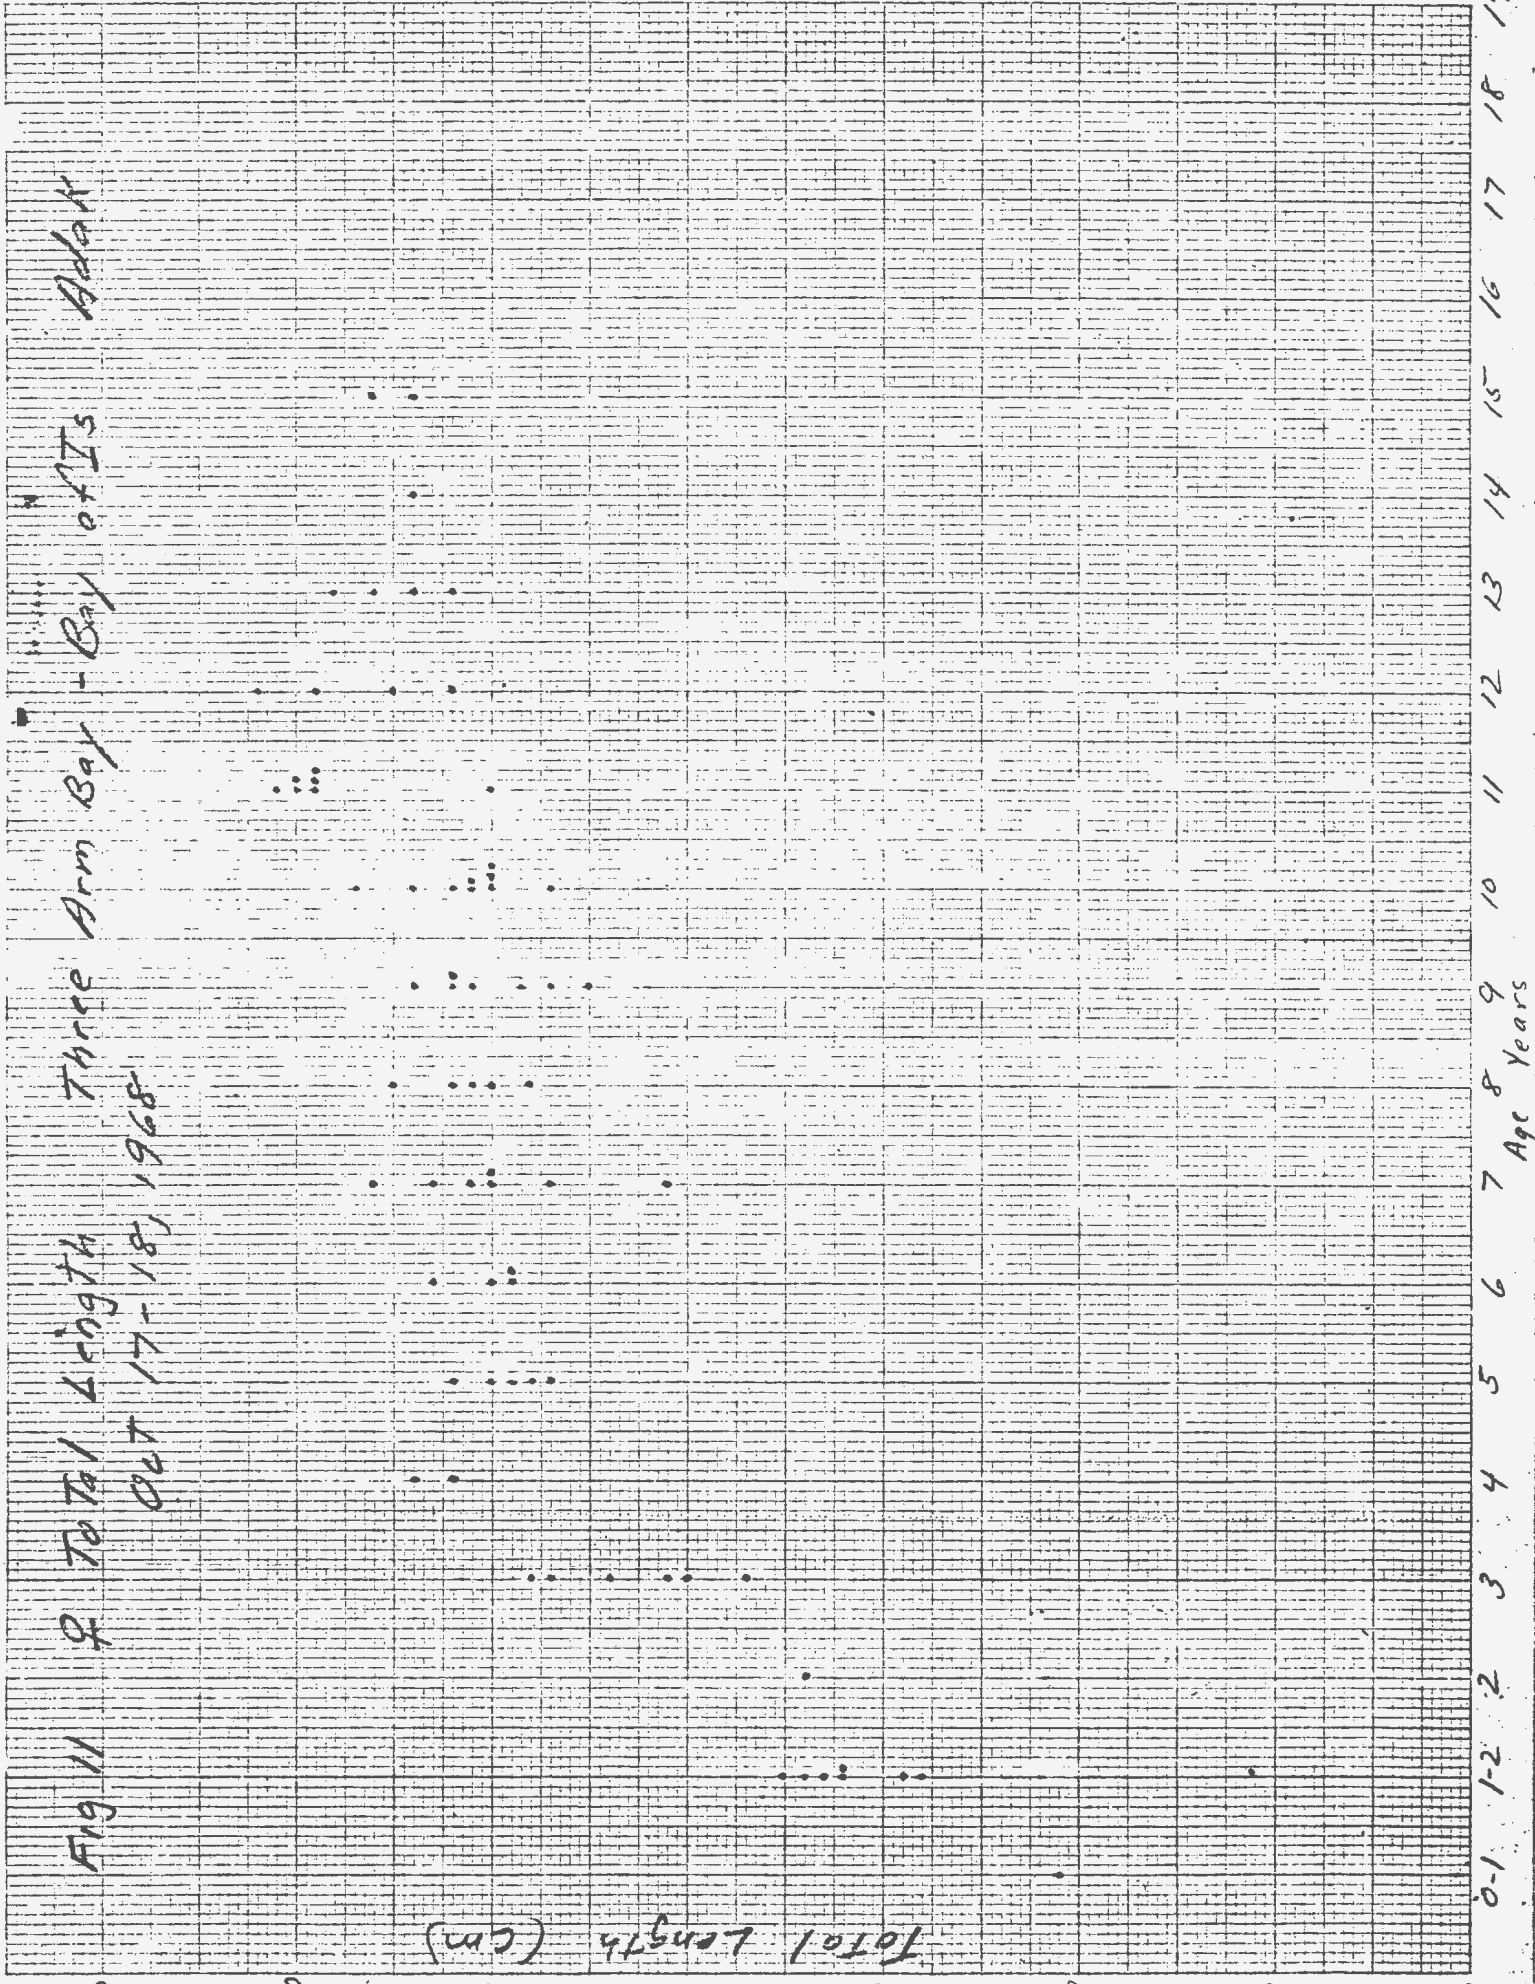 Fig 11 ♀ Total Length Three Arm Bay - Bay of Is Adak
Out 17-18, 1968
Total Length (cm)
0-1 1-2 2 3 4 5 6 7 8 9 10 11 12 13 14 15 16 17 18
Age Years